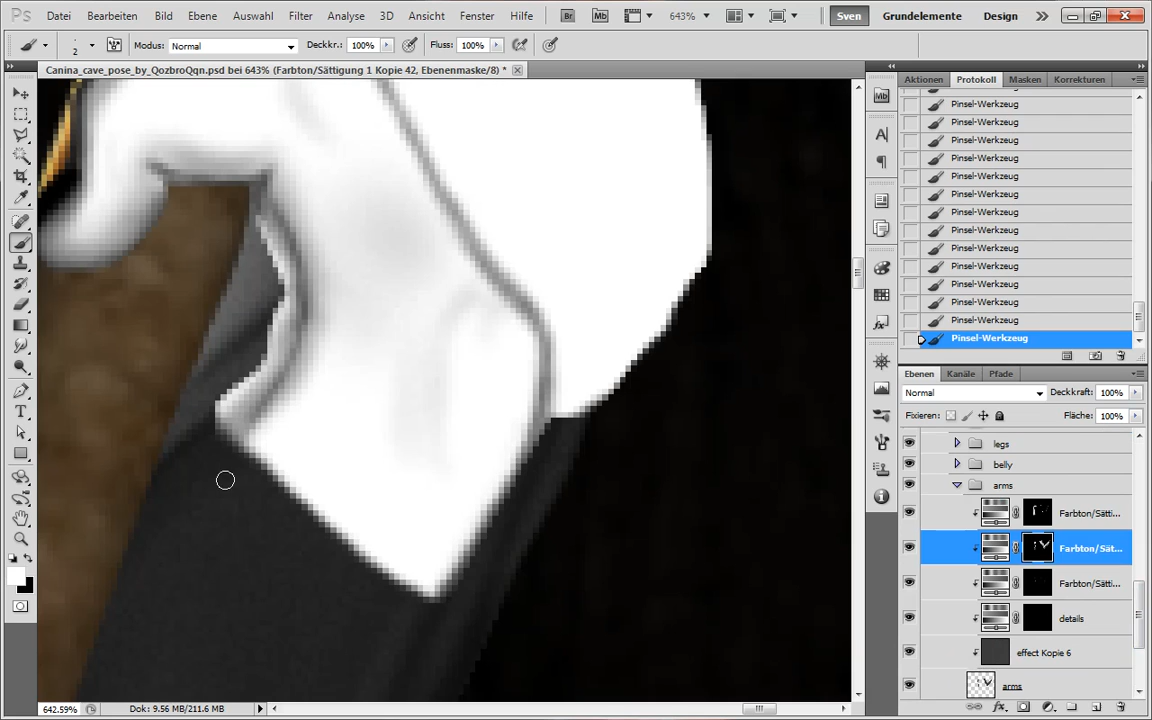 Ps Datei Bearbeiten Bild Ebene Auswahl Filter Analyse 3D Ansicht Fenster Hilfe Br Mb 643% Sven Grundelemente Design
2 Modus: Normal Deckkr.: 100% Fluss: 100%
Canina_cave_pose_by_QozbroQqn.psd bei 643% (Farbton/Sättigung 1 Kopie 42, Ebenenmaske/8) *
Aktionen Protokoll Masken Korrekturen
Pinsel-Werkzeug
Pinsel-Werkzeug
Pinsel-Werkzeug
Pinsel-Werkzeug
Pinsel-Werkzeug
Pinsel-Werkzeug
Pinsel-Werkzeug
Pinsel-Werkzeug
Pinsel-Werkzeug
Pinsel-Werkzeug
Pinsel-Werkzeug
Pinsel-Werkzeug
Pinsel-Werkzeug
Pinsel-Werkzeug
Ebenen Kanäle Pfade
Normal Deckkraft: 100%
Fixieren: Fläche: 100%
legs
belly
arms
Farbton/Sätti...
Farbton/Sät...
Farbton/Sätti...
details
effect Kopie 6
arms
642.59% Dok: 9.56 MB/211.6 MB